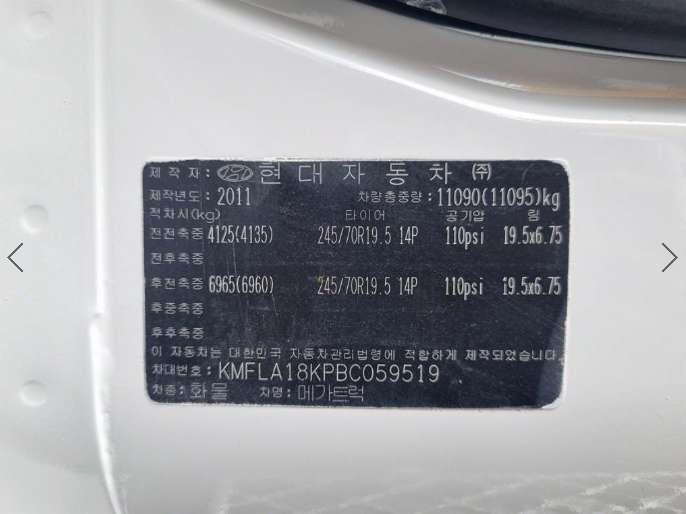 제 작 자 : 현 대 자 동 차 ㈜
제작년도 : 2011 차량총중량 : 11090(11095)kg
적차시(kg) 타이어 공기압 림
전전축중 4125(4135) 245/70R19.5 14P 110psi 19.5x6.75
전후축중
후전축중 6965(6960) 245/70R19.5 14P 110psi 19.5x6.75
후중축중
후후축중
이 자동차는 대한민국 자동차관리법령에 적합하게 제작되었습니다.
차대번호 : KMFLA18KPBC059519
차종 : 화 물 차명 : 메가트럭